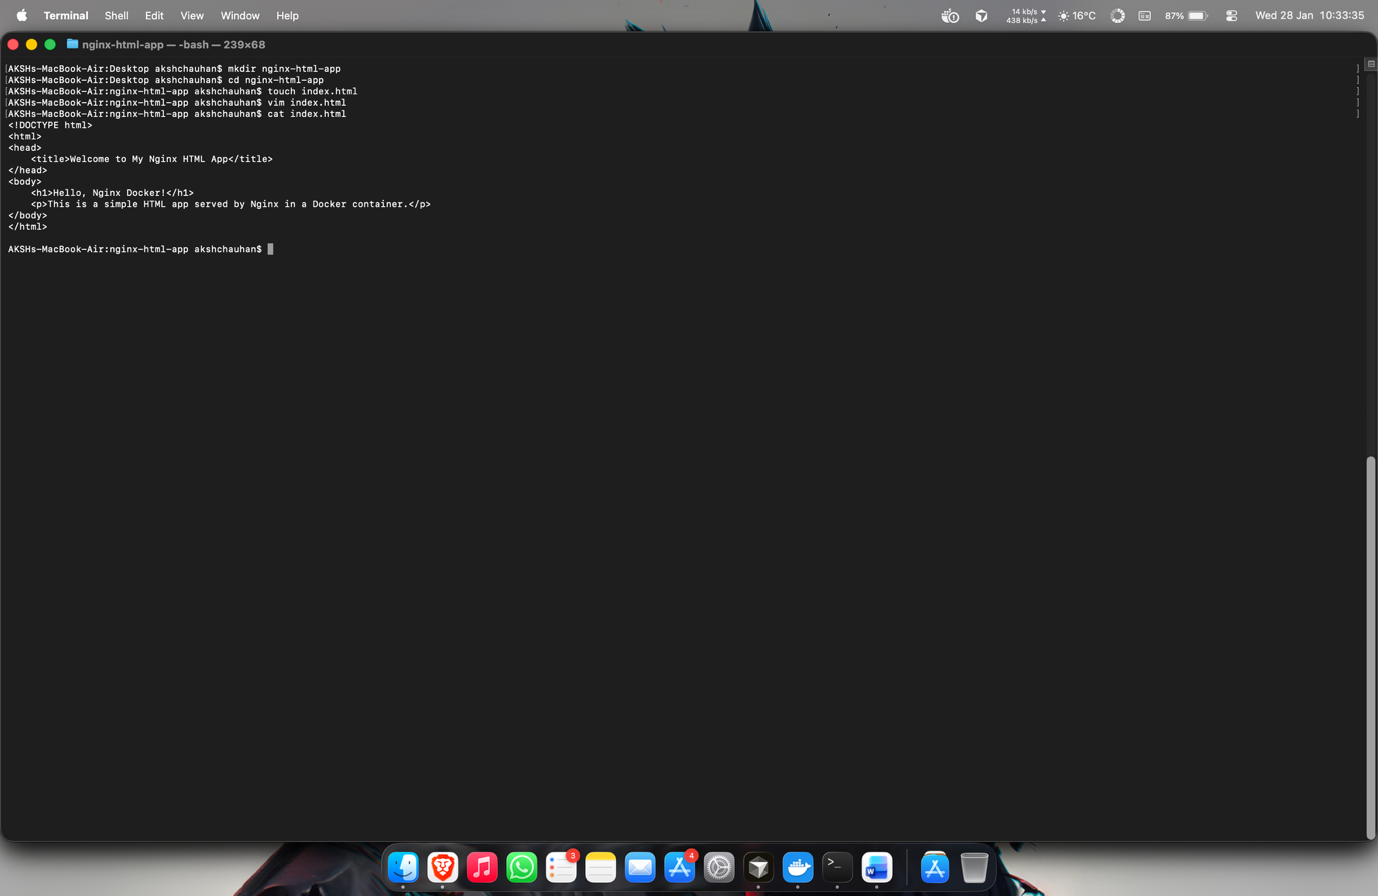 Terminal Shell Edit View Window Help 14 kb/s 438 kb/s 16°C 87% Wed 28 Jan 10:33:35
nginx-html-app — -bash — 239×68
[AKSHs-MacBook-Air:Desktop akshchauhan$ mkdir nginx-html-app ]
[AKSHs-MacBook-Air:Desktop akshchauhan$ cd nginx-html-app ]
[AKSHs-MacBook-Air:nginx-html-app akshchauhan$ touch index.html ]
[AKSHs-MacBook-Air:nginx-html-app akshchauhan$ vim index.html ]
[AKSHs-MacBook-Air:nginx-html-app akshchauhan$ cat index.html ]
<!DOCTYPE html>
<html>
<head>
    <title>Welcome to My Nginx HTML App</title>
</head>
<body>
    <h1>Hello, Nginx Docker!</h1>
    <p>This is a simple HTML app served by Nginx in a Docker container.</p>
</body>
</html>
AKSHs-MacBook-Air:nginx-html-app akshchauhan$
3 4 >_ W